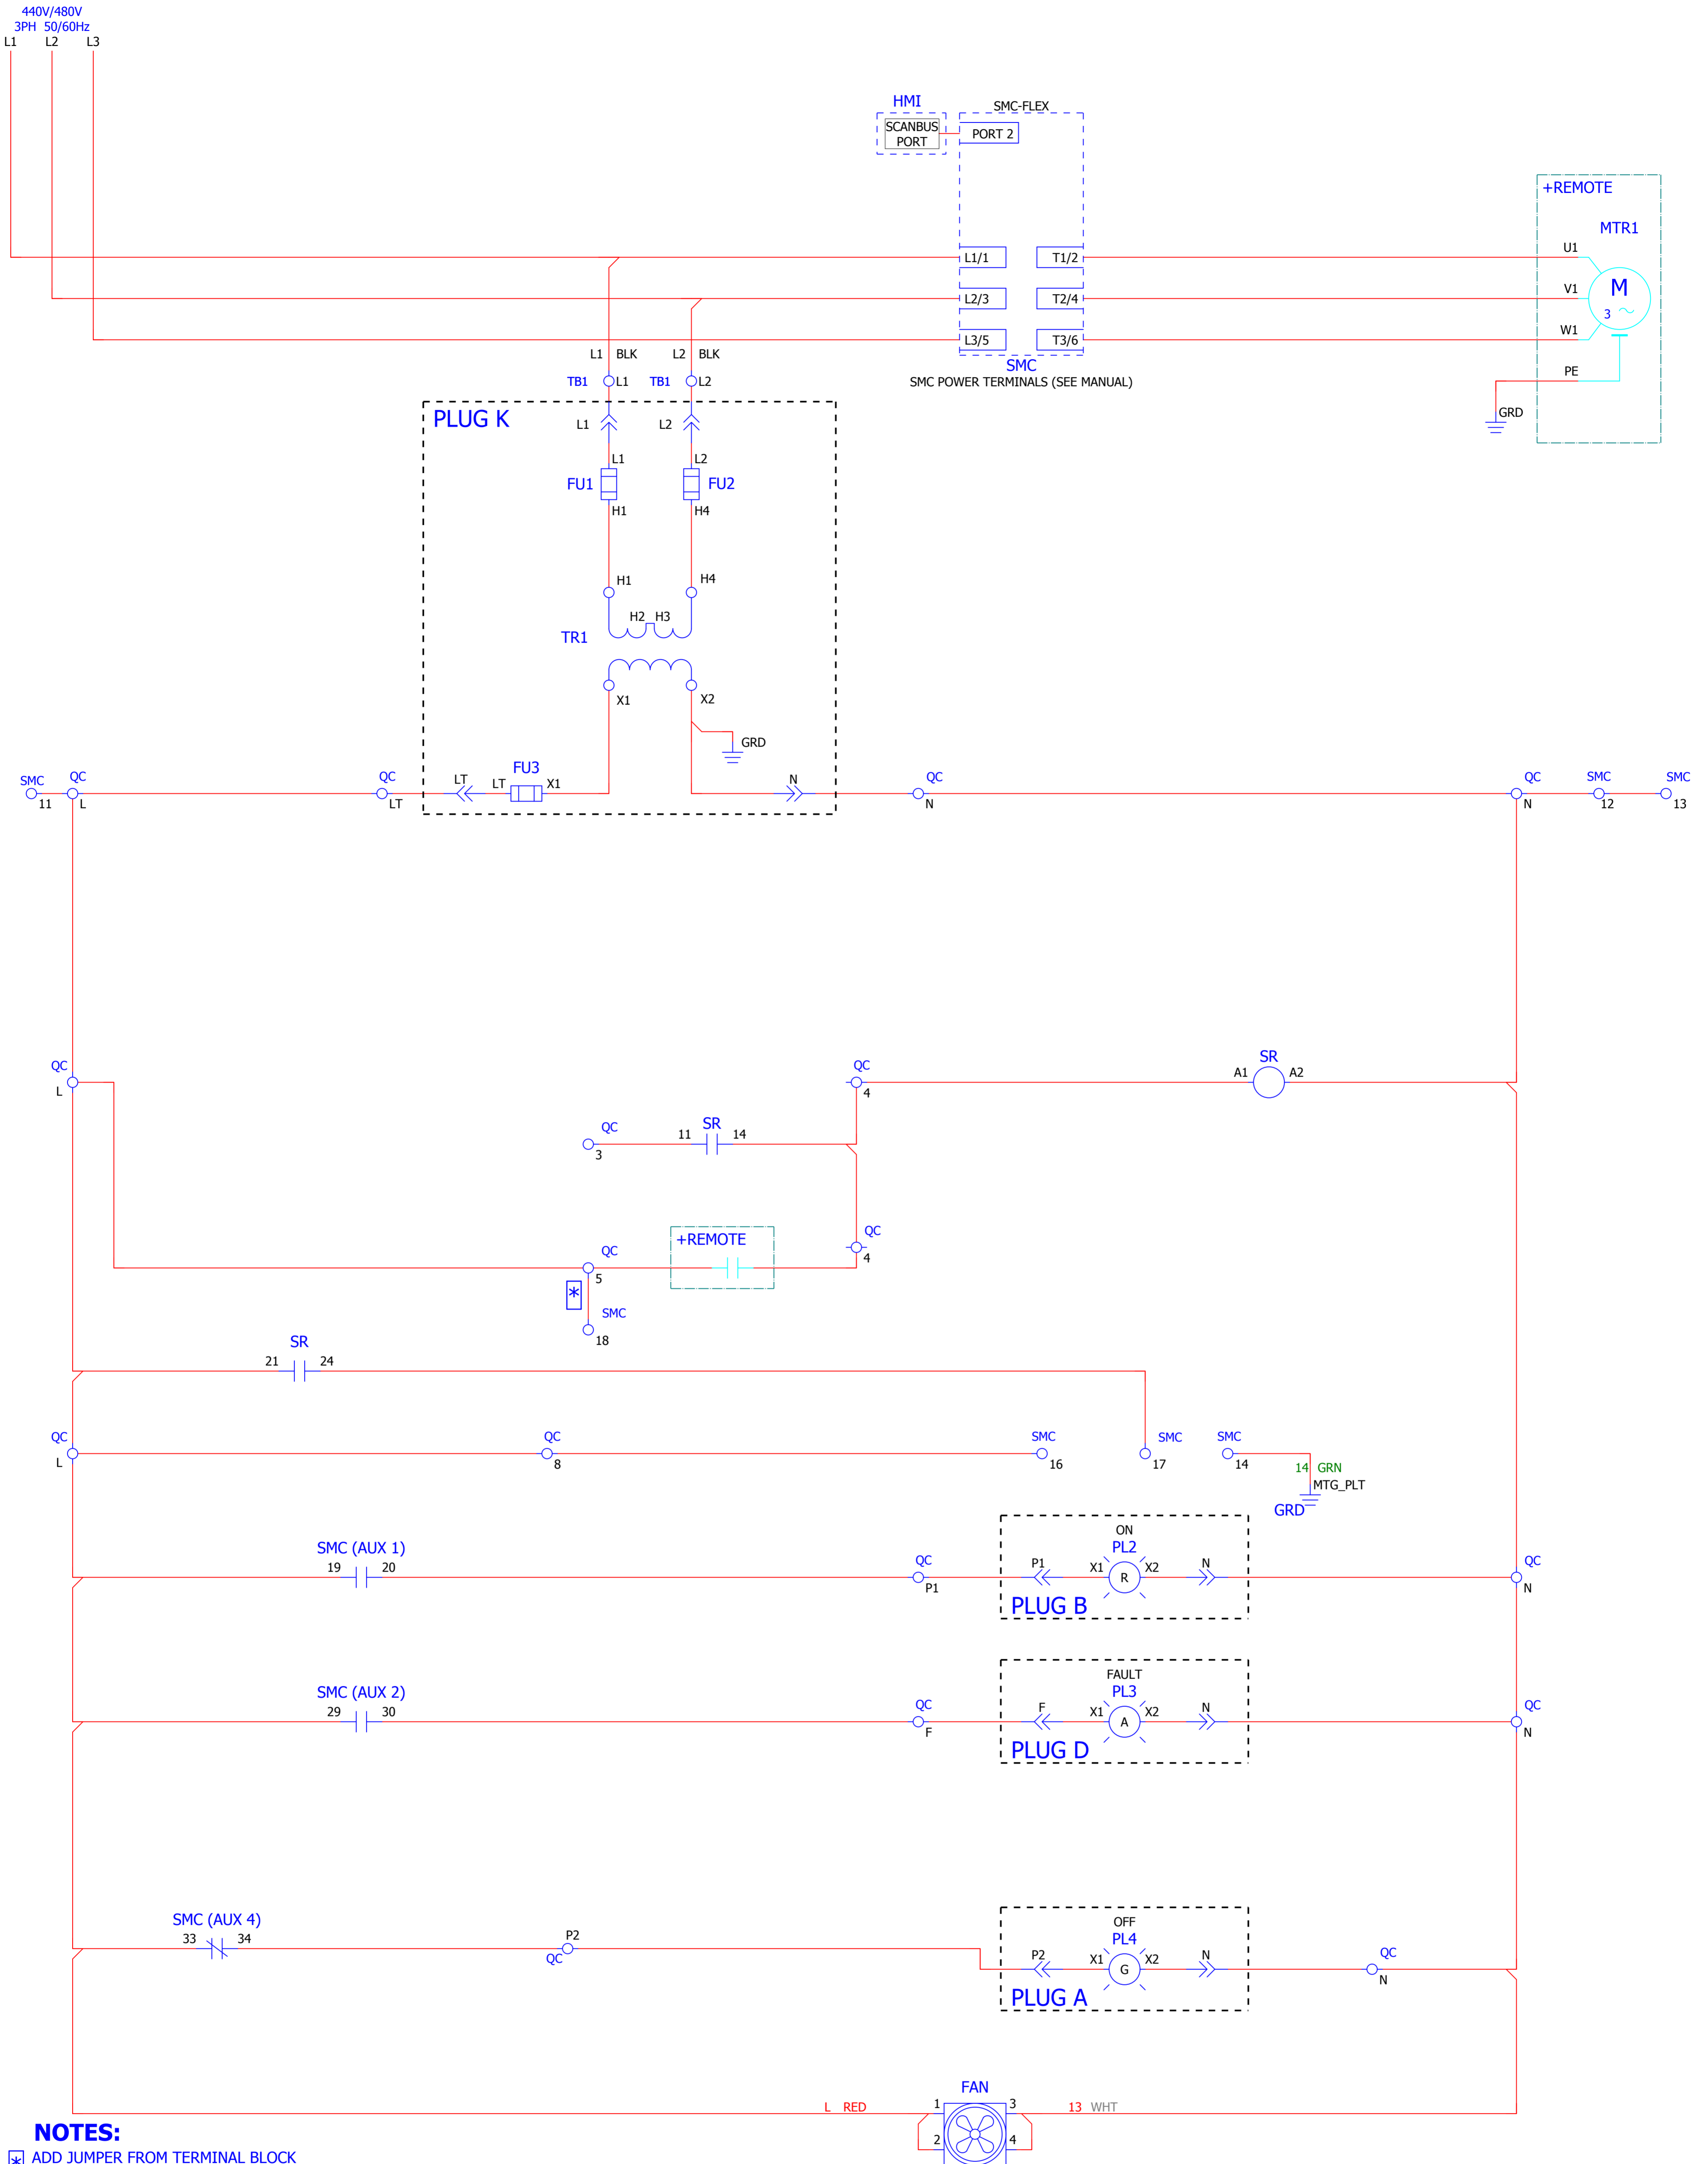 440V/480V
3PH 50/60Hz
L1 L2 L3
HMI
SCANBUS
PORT
SMC-FLEX
PORT 2
+REMOTE
MTR1
L1/1 T1/2 U1
L2/3 T2/4 V1
L3/5 T3/6 W1
M
3
PE
GRD
SMC
SMC POWER TERMINALS (SEE MANUAL)
L1 BLK L2 BLK
TB1 L1 TB1 L2
PLUG K
L1 L2
L1 L2
FU1 FU2
H1 H4
H1 H4
H2 H3
TR1
X1 X2
GRD
SMC QC QC LT LT FU3 X1 N QC QC SMC SMC
11 L LT N N 12 13
QC QC SR
L 4 A1 A2
QC SR
3 11 14
QC +REMOTE QC
5 4
*
SMC
18
SR
21 24
QC QC SMC SMC SMC
L 8 16 17 14
14 GRN
MTG_PLT
GRD
SMC (AUX 1)
19 20
QC
P1
ON
PL2
P1 X1 R X2 N
PLUG B
QC
N
SMC (AUX 2)
29 30
QC
F
FAULT
PL3
F X1 A X2 N
PLUG D
QC
N
SMC (AUX 4)
33 34
P2
QC
OFF
PL4
P2 X1 G X2 N
PLUG A
QC
N
FAN
L RED 1 3 13 WHT
2 4
NOTES:
* ADD JUMPER FROM TERMINAL BLOCK